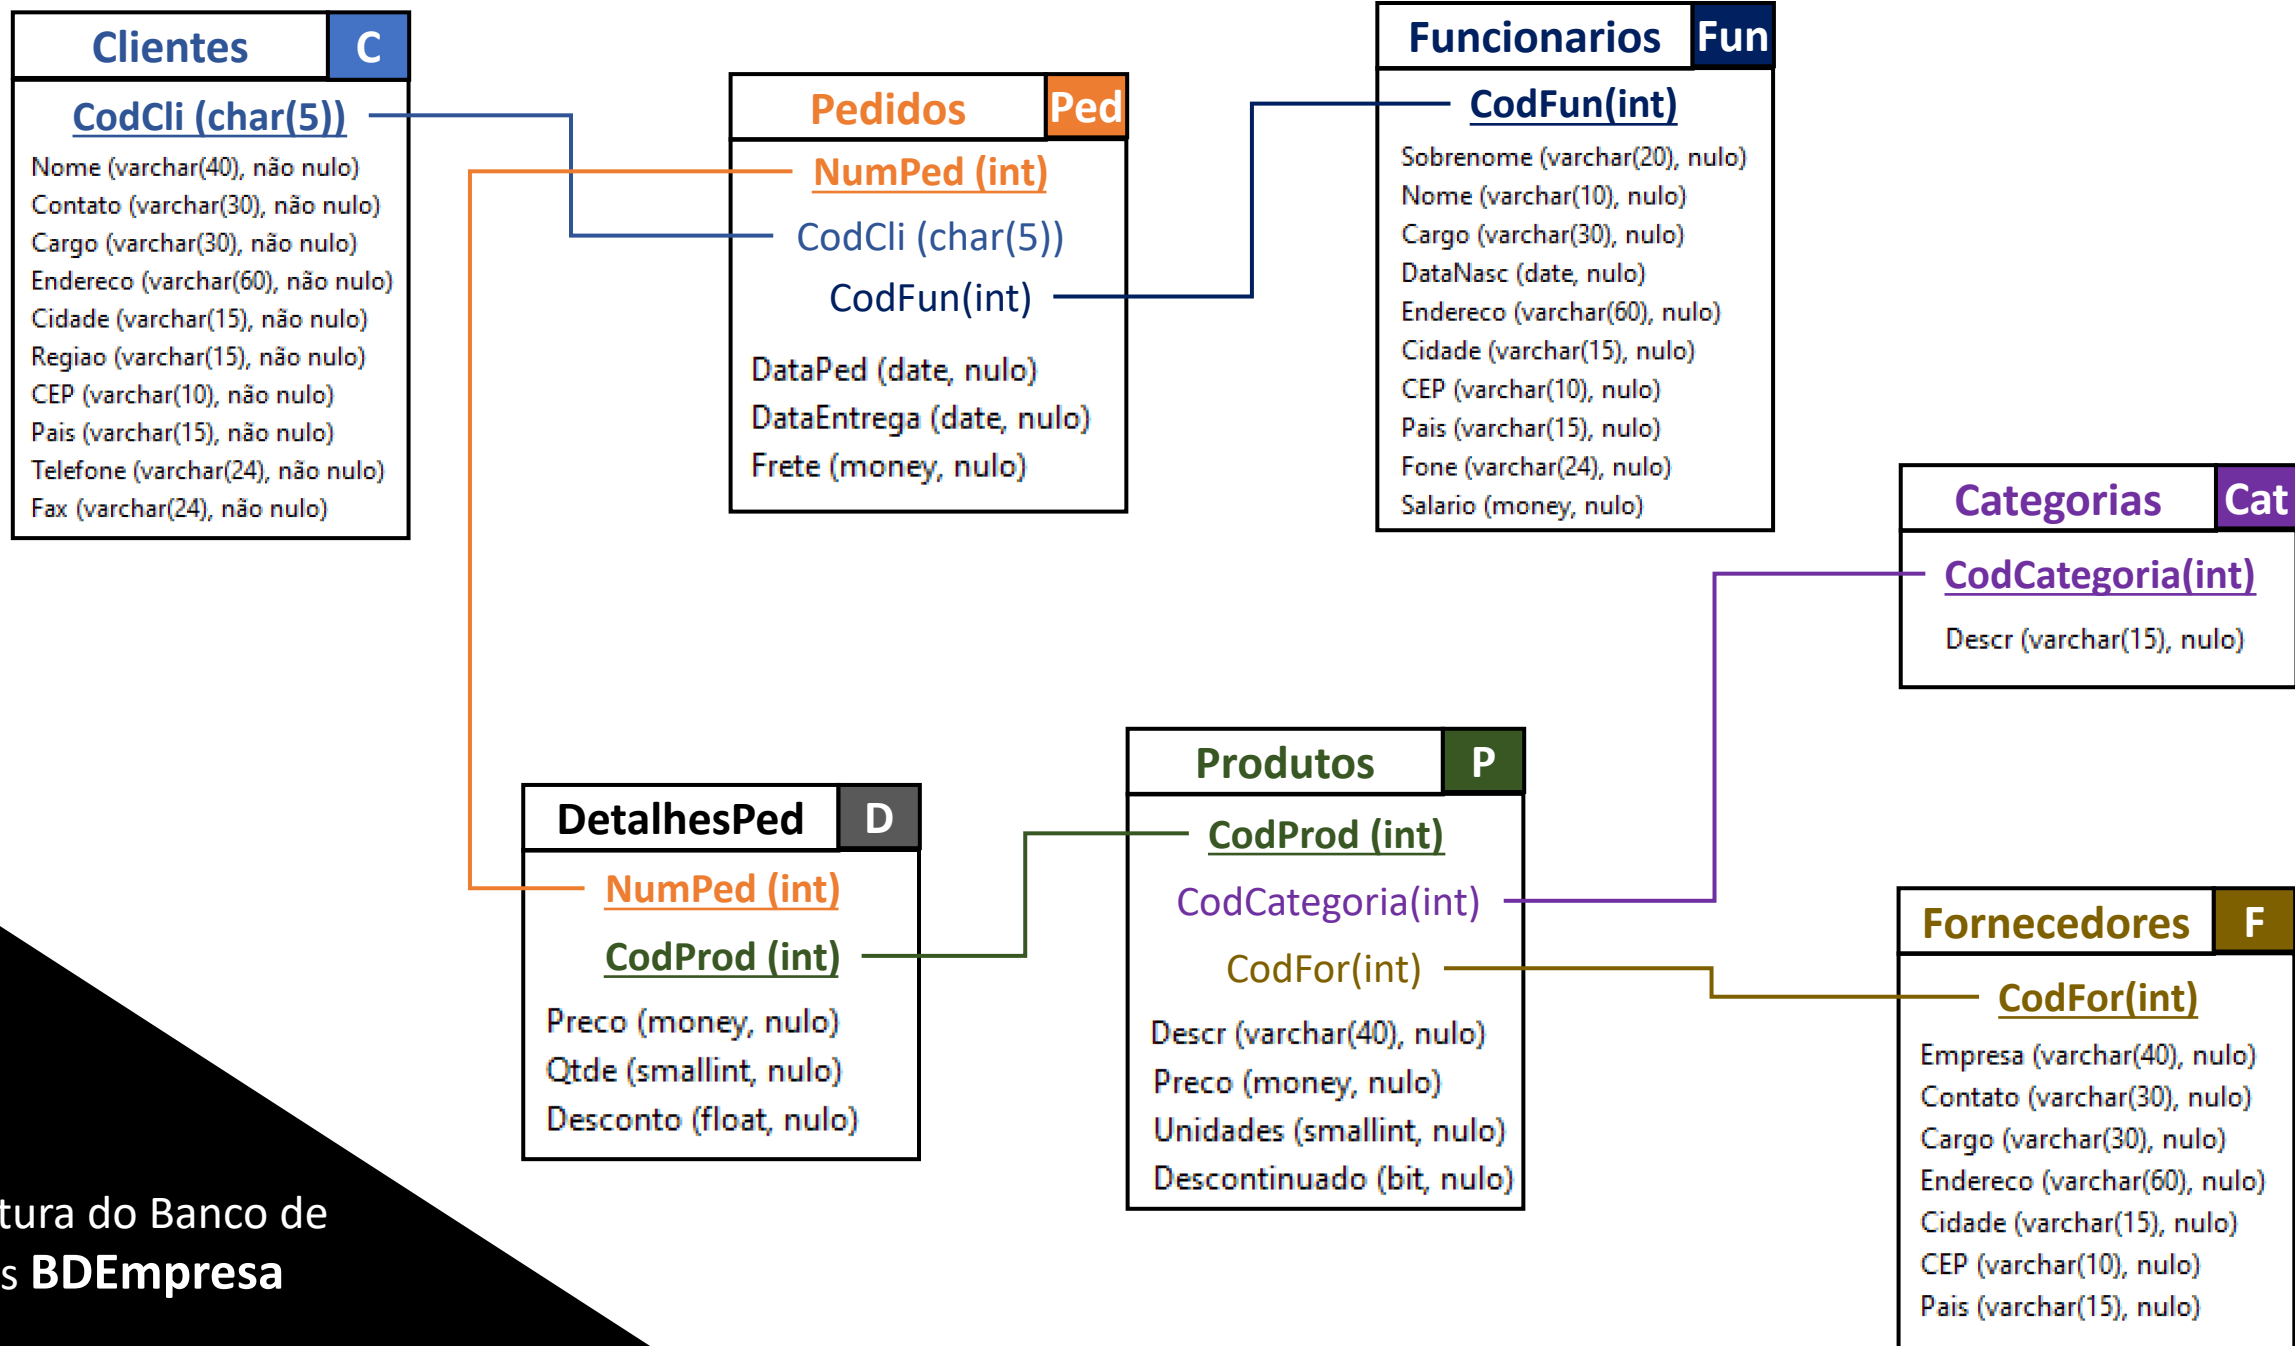 Clientes C
CodCli (char(5))
Nome (varchar(40), não nulo)
Contato (varchar(30), não nulo)
Cargo (varchar(30), não nulo)
Endereco (varchar(60), não nulo)
Cidade (varchar(15), não nulo)
Regiao (varchar(15), não nulo)
CEP (varchar(10), não nulo)
Pais (varchar(15), não nulo)
Telefone (varchar(24), não nulo)
Fax (varchar(24), não nulo)
Pedidos Ped
NumPed (int)
CodCli (char(5))
CodFun(int)
DataPed (date, nulo)
DataEntrega (date, nulo)
Frete (money, nulo)
Funcionarios Fun
CodFun(int)
Sobrenome (varchar(20), nulo)
Nome (varchar(10), nulo)
Cargo (varchar(30), nulo)
DataNasc (date, nulo)
Endereco (varchar(60), nulo)
Cidade (varchar(15), nulo)
CEP (varchar(10), nulo)
Pais (varchar(15), nulo)
Fone (varchar(24), nulo)
Salario (money, nulo)
Categorias Cat
CodCategoria(int)
Descr (varchar(15), nulo)
DetalhesPed D
NumPed (int)
CodProd (int)
Preco (money, nulo)
Qtde (smallint, nulo)
Desconto (float, nulo)
Produtos P
CodProd (int)
CodCategoria(int)
CodFor(int)
Descr (varchar(40), nulo)
Preco (money, nulo)
Unidades (smallint, nulo)
Descontinuado (bit, nulo)
Fornecedores F
CodFor(int)
Empresa (varchar(40), nulo)
Contato (varchar(30), nulo)
Cargo (varchar(30), nulo)
Endereco (varchar(60), nulo)
Cidade (varchar(15), nulo)
CEP (varchar(10), nulo)
Pais (varchar(15), nulo)
tura do Banco de
s BDEmpresa